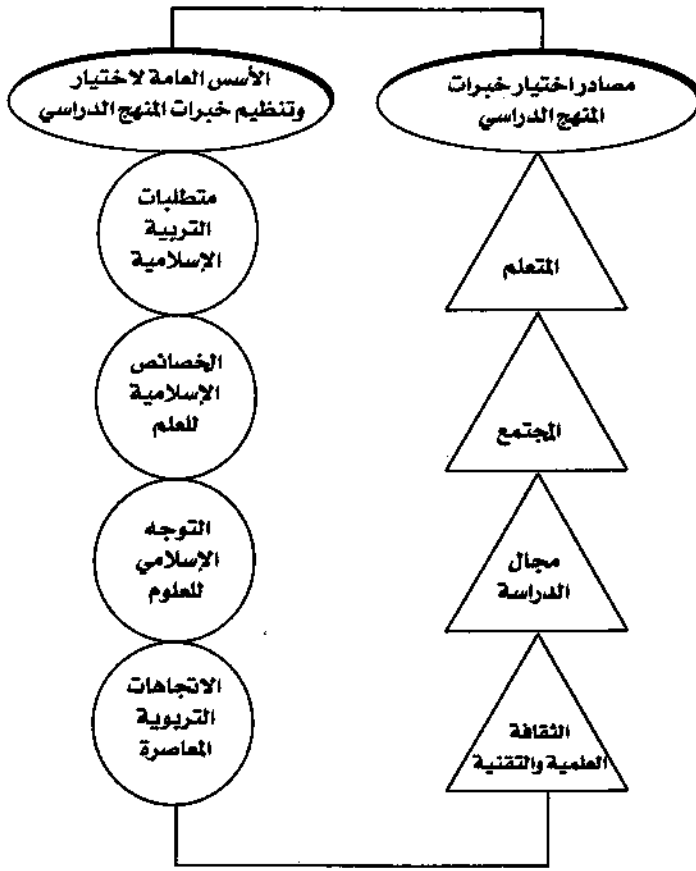 مصادر اختيار خبرات
المنهج الدراسي
المتعلم
المجتمع
مجال
الدراسة
الثقافة
العلمية والتقنية
الأسس العامة لاختيار
وتنظيم خبرات المنهج الدراسي
متطلبات
التربية
الإسلامية
الخصائص
الإسلامية
للعلم
التوجه
الإسلامي
للعلوم
الاتجاهات
التربوية
المعاصرة